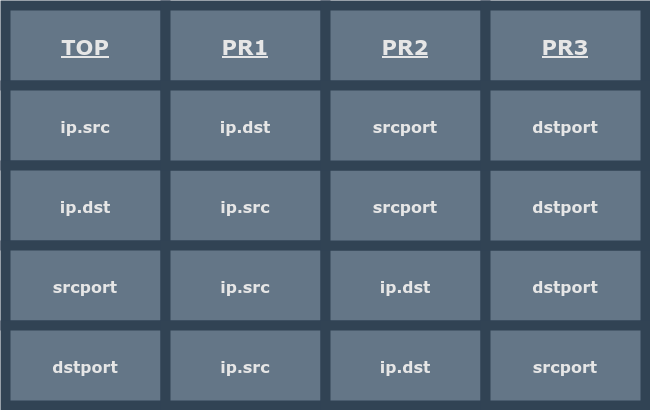 TOP PR1 PR2 PR3
ip.src ip.dst srcport dstport
ip.dst ip.src srcport dstport
srcport ip.src ip.dst dstport
dstport ip.src ip.dst srcport